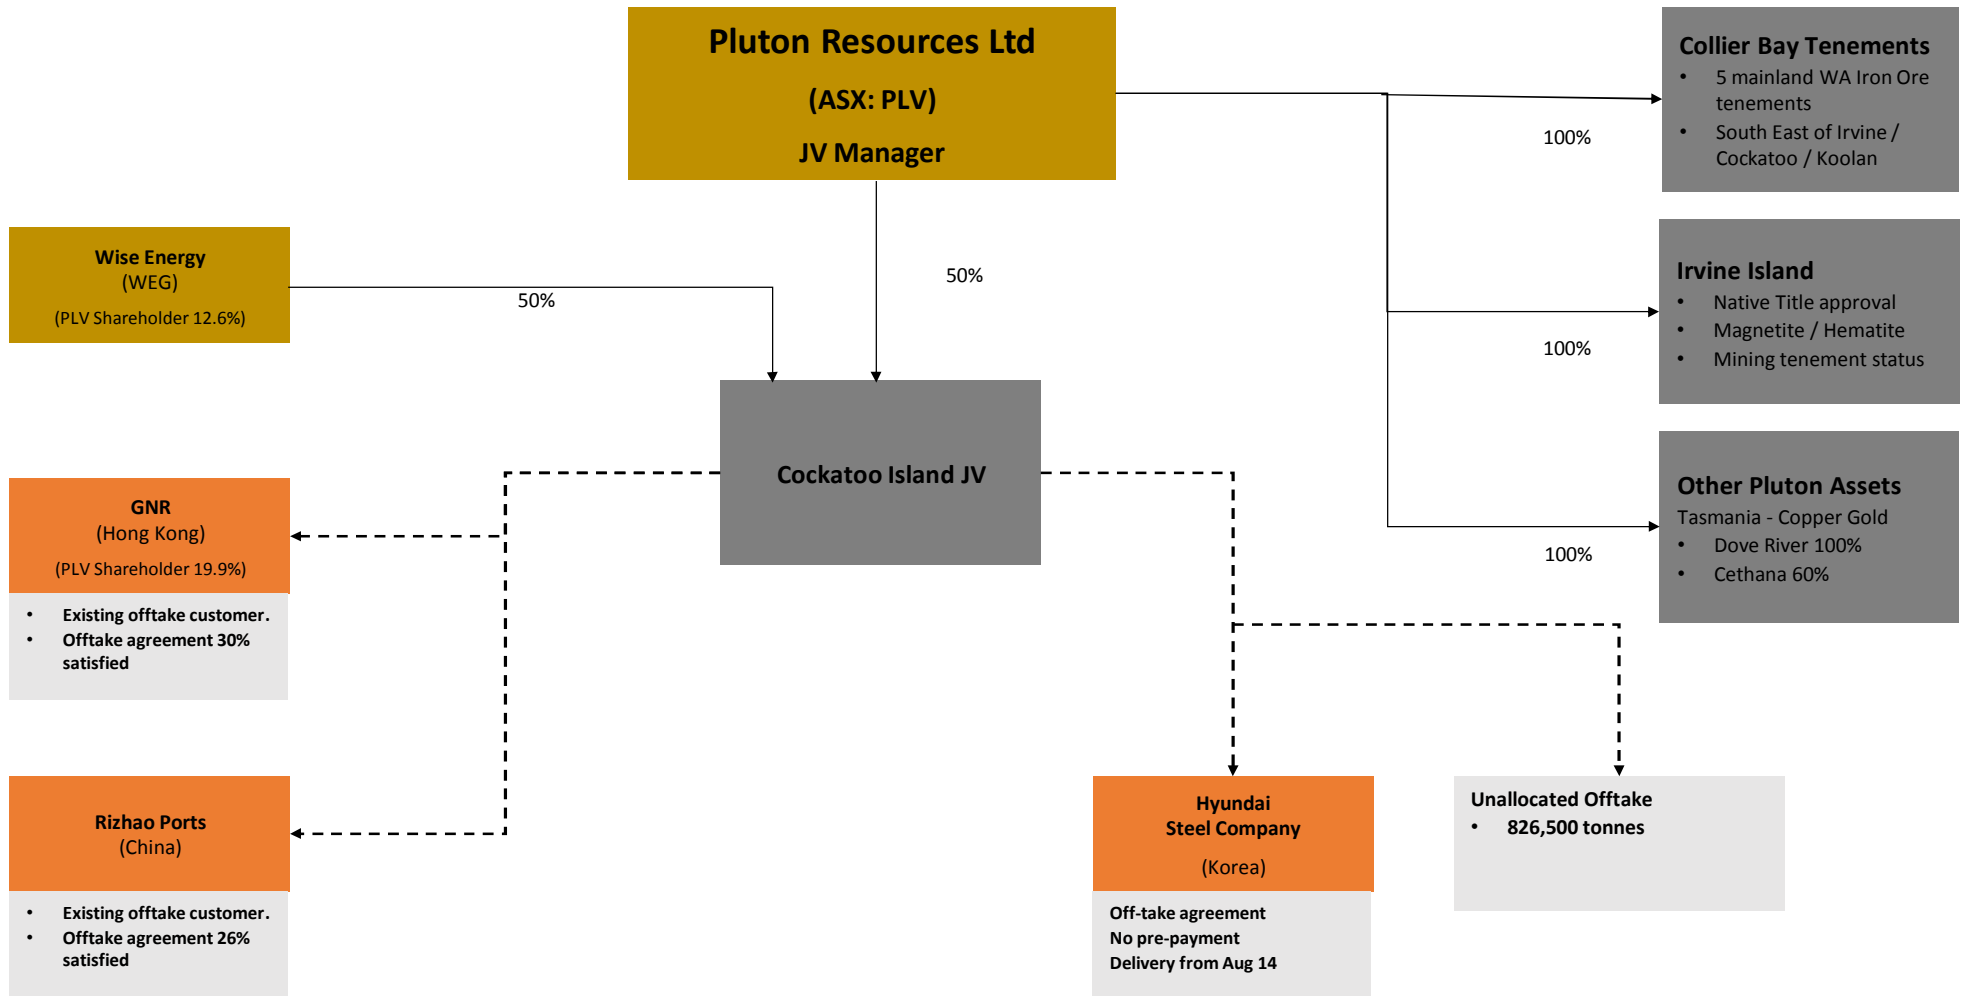 Pluton Resources Ltd
(ASX: PLV)
JV Manager
Collier Bay Tenements
• 5 mainland WA Iron Ore
tenements
• South East of Irvine /
Cockatoo / Koolan
100%
Wise Energy
(WEG)
(PLV Shareholder 12.6%)
50%
50%
Irvine Island
• Native Title approval
• Magnetite / Hematite
• Mining tenement status
100%
Cockatoo Island JV
Other Pluton Assets
Tasmania - Copper Gold
• Dove River 100%
• Cethana 60%
100%
GNR
(Hong Kong)
(PLV Shareholder 19.9%)
• Existing offtake customer.
• Offtake agreement 30%
satisfied
Rizhao Ports
(China)
• Existing offtake customer.
• Offtake agreement 26%
satisfied
Hyundai
Steel Company
(Korea)
Off-take agreement
No pre-payment
Delivery from Aug 14
Unallocated Offtake
• 826,500 tonnes